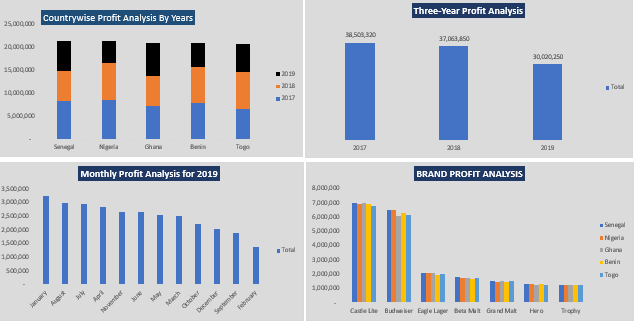 Countrywise Profit Analysis By Years
25,000,000
20,000,000
15,000,000
10,000,000
5,000,000
-
2019
2018
2017
Senegal Nigeria Ghana Benin Togo
Three-Year Profit Analysis
38,503,320
37,063,850
30,020,250
Total
2017 2018 2019
Monthly Profit Analysis for 2019
3,500,000
3,000,000
2,500,000
2,000,000
1,500,000
1,000,000
500,000
-
Total
January August July April November June May March October December September February
BRAND PROFIT ANALYSIS
8,000,000
7,000,000
6,000,000
5,000,000
4,000,000
3,000,000
2,000,000
1,000,000
-
Senegal
Nigeria
Ghana
Benin
Togo
Castle Lite Budweiser Eagle Lager Beta Malt Grand Malt Hero Trophy